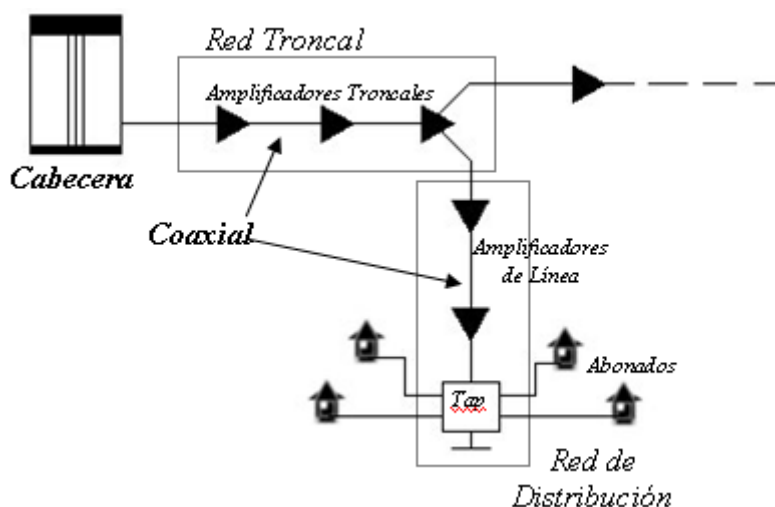 Red Troncal
Amplificadores Troncales
Cabecera
Coaxial
Amplificadores
de Línea
Abonados
Tap
Red de
Distribución